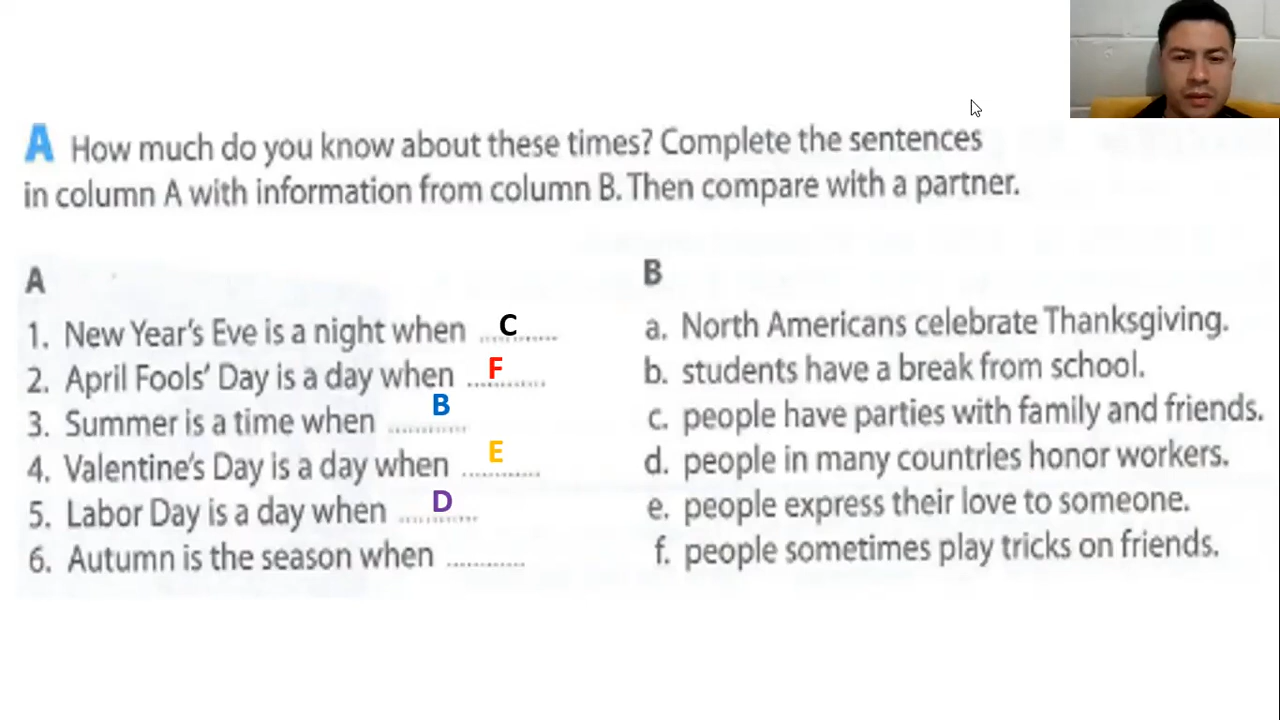 A How much do you know about these times? Complete the sentences
in column A with information from column B. Then compare with a partner.
A
1. New Year's Eve is a night when ...C...
2. April Fools' Day is a day when ...F...
3. Summer is a time when ...B...
4. Valentine's Day is a day when ...E...
5. Labor Day is a day when ...D...
6. Autumn is the season when ............
B
a. North Americans celebrate Thanksgiving.
b. students have a break from school.
c. people have parties with family and friends.
d. people in many countries honor workers.
e. people express their love to someone.
f. people sometimes play tricks on friends.